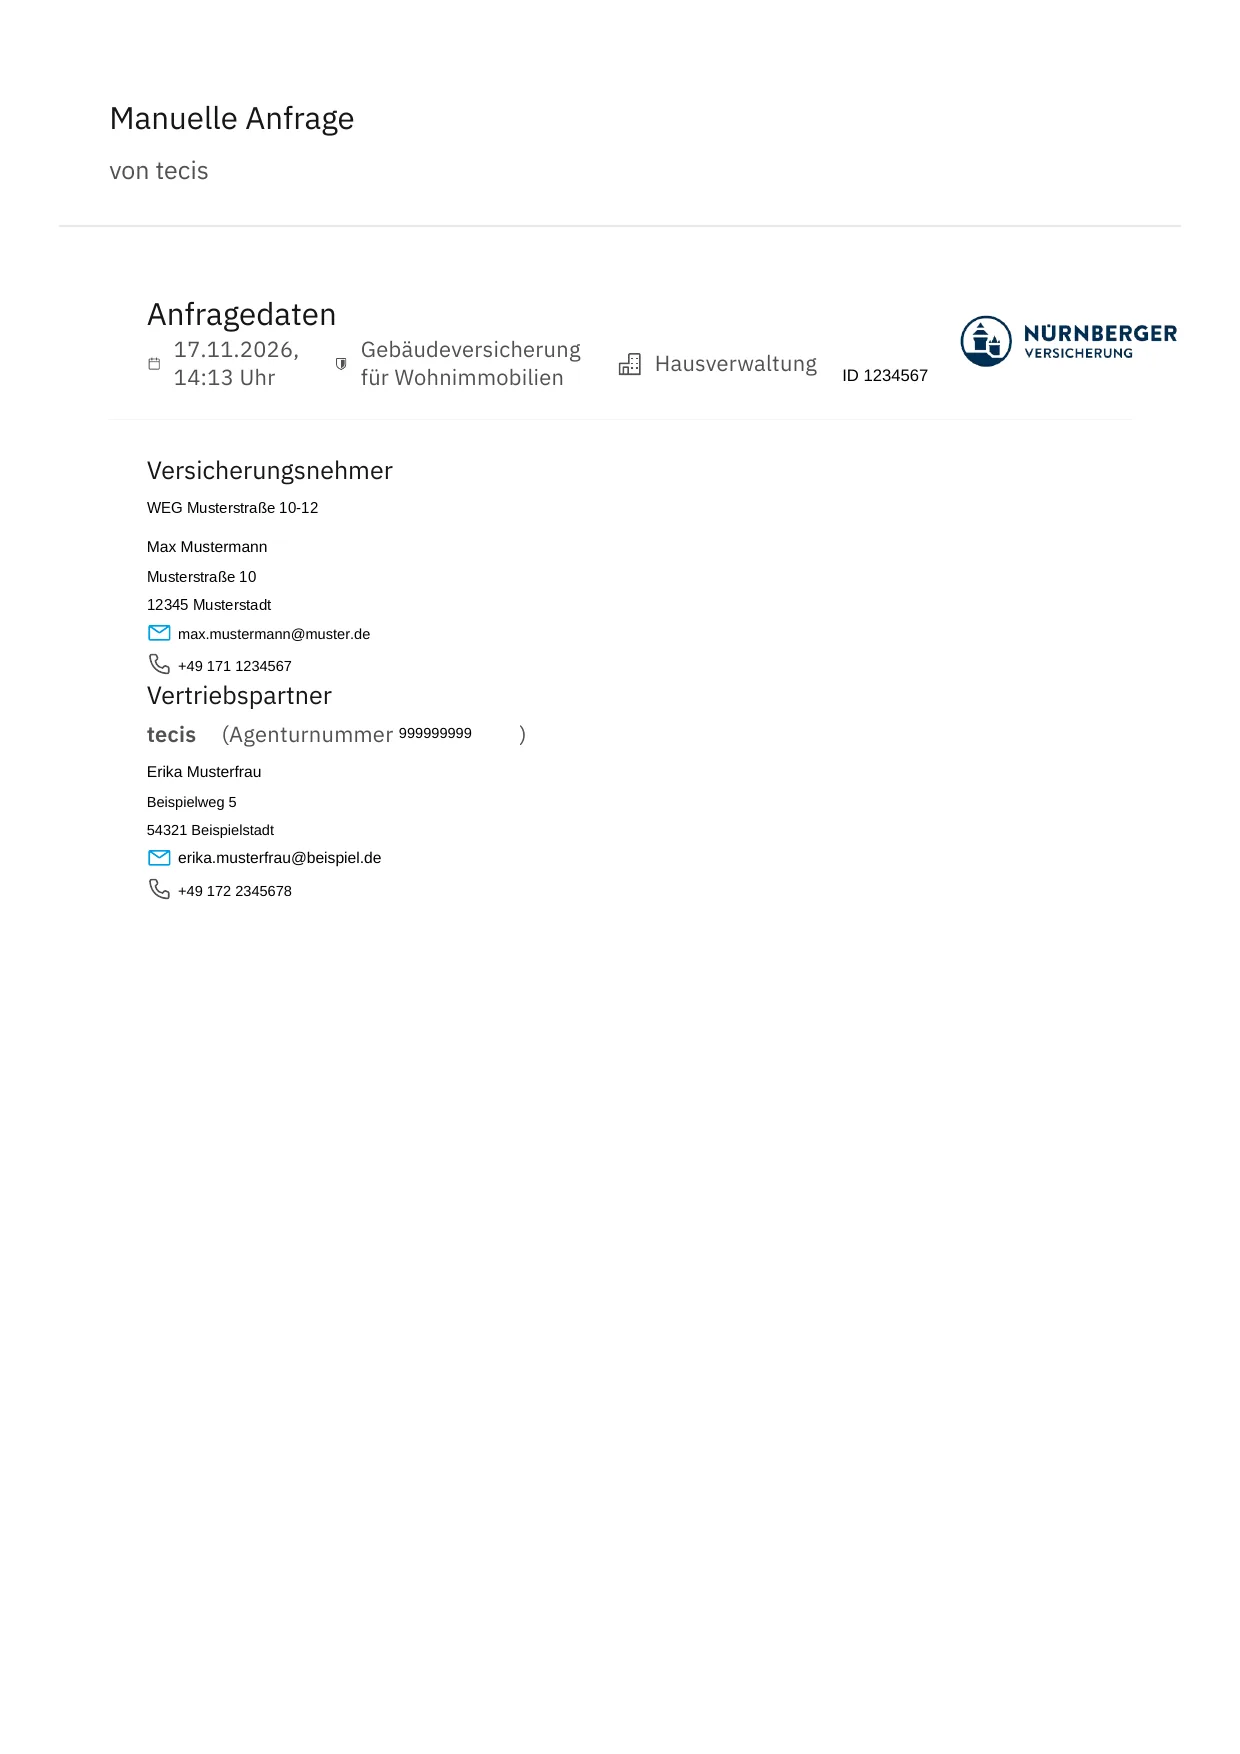 Manuelle Anfrage
von tecis
Anfragedaten
17.11.2026,
14:13 Uhr
Gebäudeversicherung
für Wohnimmobilien
Hausverwaltung
ID 1234567
NÜRNBERGER
VERSICHERUNG
Versicherungsnehmer
WEG Musterstraße 10-12
Max Mustermann
Musterstraße 10
12345 Musterstadt
max.mustermann@muster.de
+49 171 1234567
Vertriebspartner
tecis (Agenturnummer 999999999 )
Erika Musterfrau
Beispielweg 5
54321 Beispielstadt
erika.musterfrau@beispiel.de
+49 172 2345678